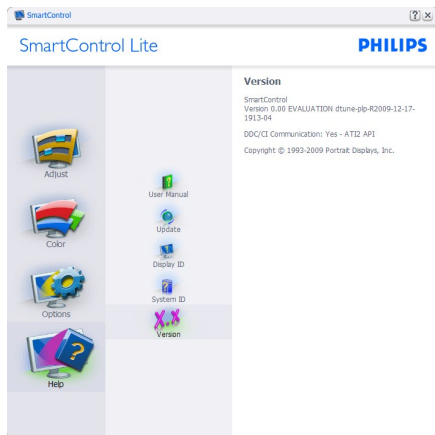 SmartControl
SmartControl Lite
PHILIPS
Adjust
Color
Options
Help
User Manual
Update
Display ID
System ID
X.X
Version
Version
SmartControl
Version 0.00 EVALUATION dtune-plp-R2009-12-17-
1913-04
DDC/CI Communication: Yes - ATI2 API
Copyright © 1993-2009 Portrait Displays, Inc.